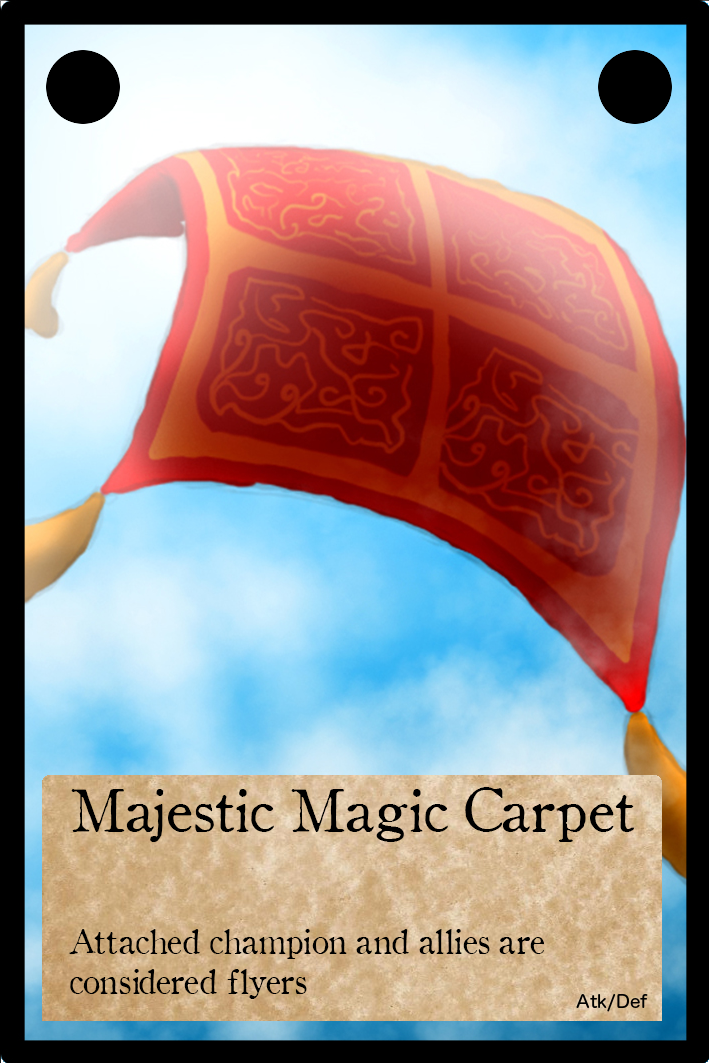 Majestic Magic Carpet
Attached champion and allies are
considered flyers
Atk/Def